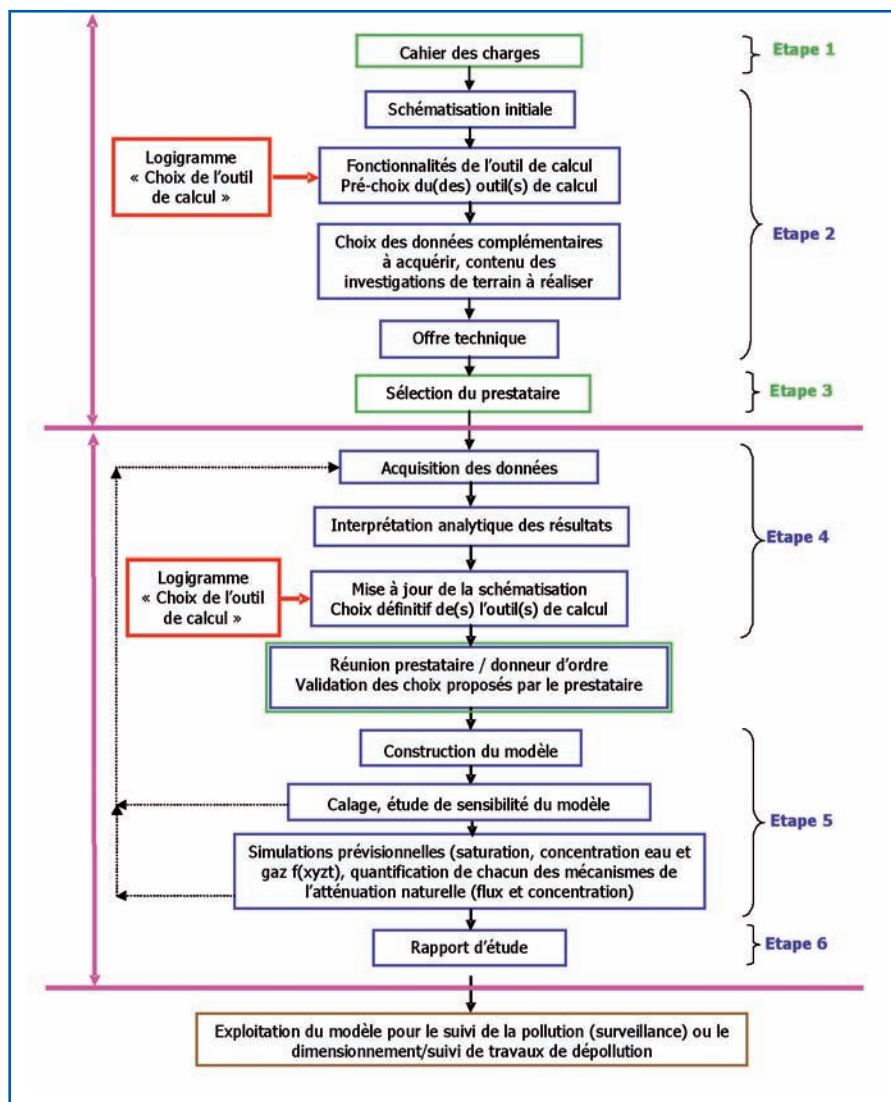 Cahier des charges
Etape 1
Schématisation initiale
Logigramme
« Choix de l'outil
de calcul »
Fonctionnalités de l'outil de calcul
Pré-choix du(des) outil(s) de calcul
Etape 2
Choix des données complémentaires
à acquérir, contenu des
investigations de terrain à réaliser
Offre technique
Sélection du prestataire
Etape 3
Acquisition des données
Interprétation analytique des résultats
Etape 4
Logigramme
« Choix de l'outil
de calcul »
Mise à jour de la schématisation
Choix définitif de(s) l'outil(s) de calcul
Réunion prestataire / donneur d'ordre
Validation des choix proposés par le prestataire
Construction du modèle
Calage, étude de sensibilité du modèle
Etape 5
Simulations prévisionnelles (saturation, concentration eau et
gaz f(xyzt), quantification de chacun des mécanismes de
l'atténuation naturelle (flux et concentration)
Rapport d'étude
Etape 6
Exploitation du modèle pour le suivi de la pollution (surveillance) ou le
dimensionnement/suivi de travaux de dépollution